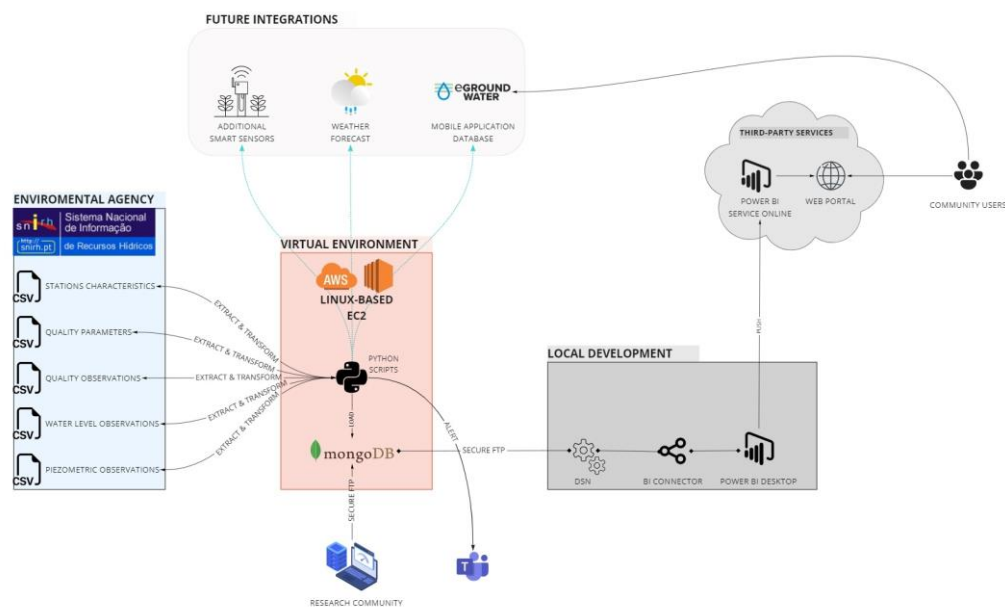 FUTURE INTEGRATIONS
ADDITIONAL
SMART SENSORS
WEATHER
FORECAST
eGROUND
WATER
MOBILE APPLICATION
DATABASE
THIRD-PARTY SERVICES
POWER BI
SERVICE ONLINE
WEB PORTAL
COMMUNITY USERS
ENVIROMENTAL AGENCY
snirh
http://
snirh.pt
Sistema Nacional
de Informação
de Recursos Hídricos
CSV
STATIONS CHARACTERISTICS
CSV
QUALITY PARAMETERS
CSV
QUALITY OBSERVATIONS
CSV
WATER LEVEL OBSERVATIONS
CSV
PIEZOMETRIC OBSERVATIONS
EXTRACT & TRANSFORM
EXTRACT & TRANSFORM
EXTRACT & TRANSFORM
EXTRACT & TRANSFORM
EXTRACT & TRANSFORM
VIRTUAL ENVIRONMENT
AWS
LINUX-BASED
EC2
PYTHON
SCRIPTS
LOAD
mongoDB
ALERT
SECURE FTP
RESEARCH COMMUNITY
T
SECURE FTP
LOCAL DEVELOPMENT
DSN
BI CONNECTOR
POWER BI DESKTOP
PUSH